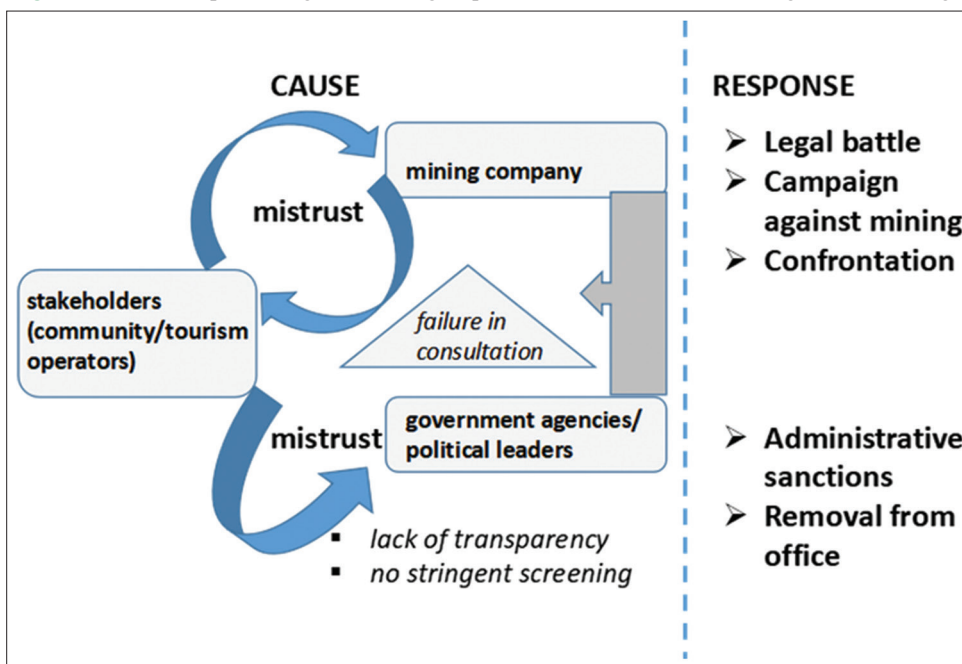 CAUSE
mining company
mistrust
stakeholders
(community/tourism
operators)
failure in
consultation
mistrust
government agencies/
political leaders
▪ lack of transparency
▪ no stringent screening
RESPONSE
➢ Legal battle
➢ Campaign
against mining
➢ Confrontation
➢ Administrative
sanctions
➢ Removal from
office